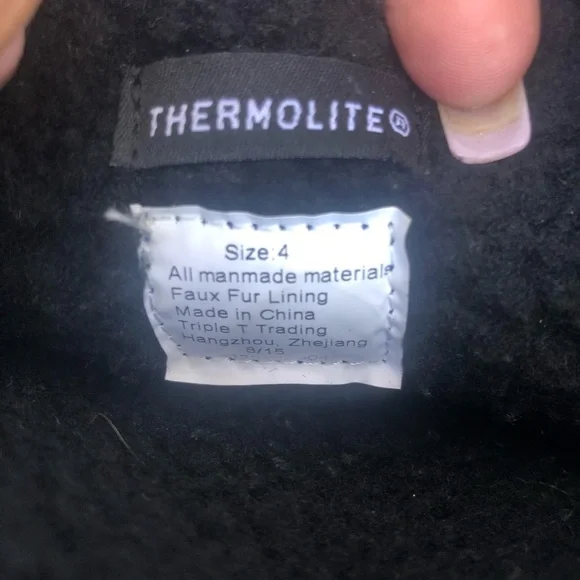 THERMOLITE®
Size:4
All manmade materials
Faux Fur Lining
Made in China
Triple T Trading
Hangzhou, Zhejiang
8/15